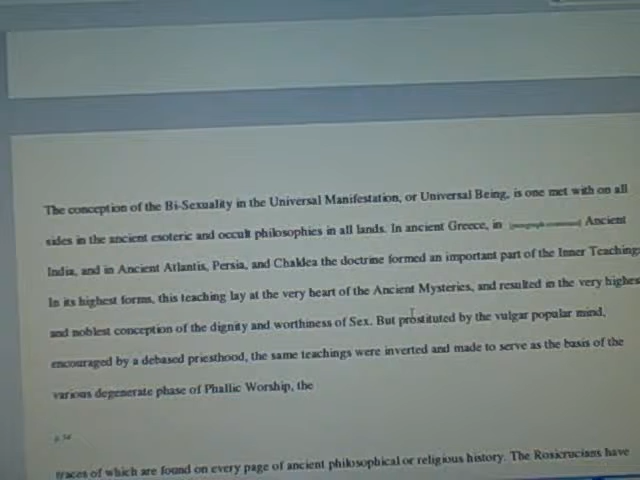 The conception of the Bi-Sexuality in the Universal Manifestation, or Universal Being, is one met with on all
sides in the ancient esoteric and occult philosophies in all lands. In ancient Greece, in [paragraph continues] Ancient
India, and in Ancient Atlantis, Persia, and Chaldea the doctrine formed an important part of the Inner Teaching
In its highest forms, this teaching lay at the very heart of the Ancient Mysteries, and resulted in the very highes
and noblest conception of the dignity and worthiness of Sex. But prostituted by the vulgar popular mind,
encouraged by a debased priesthood, the same teachings were inverted and made to serve as the basis of the
various degenerate phase of Phallic Worship, the
traces of which are found on every page of ancient philosophical or religious history. The Rosicrucians have